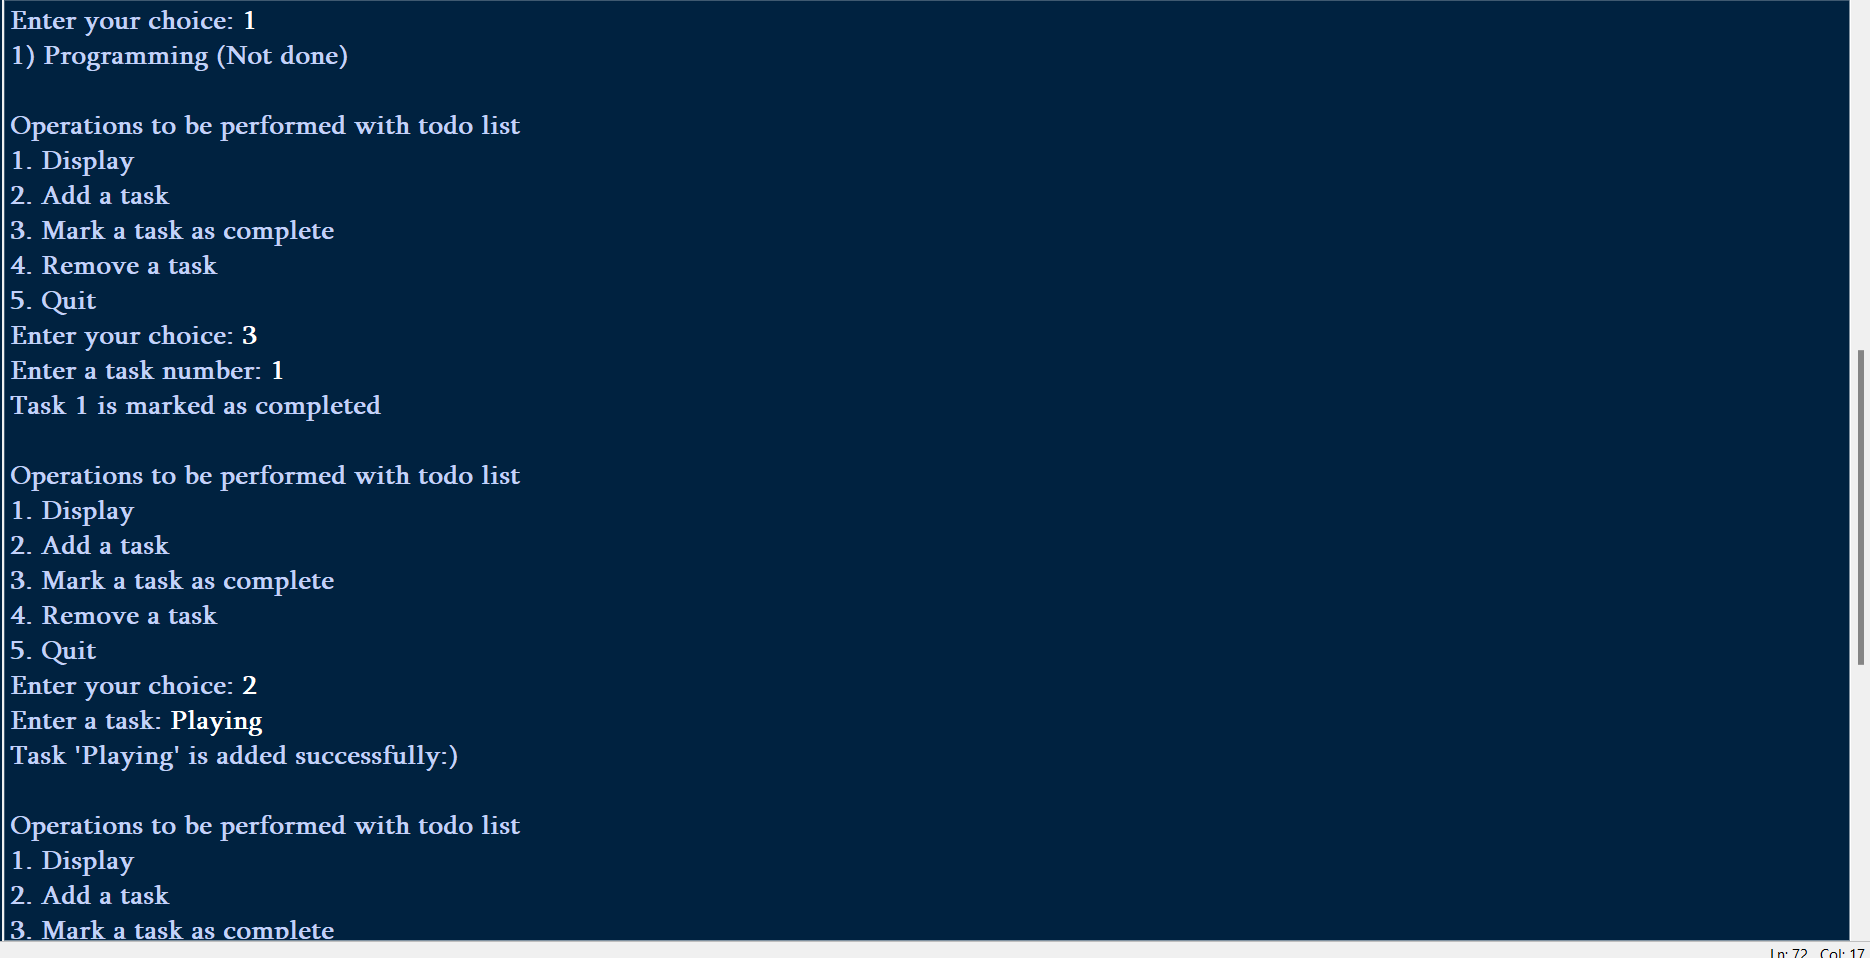 Enter your choice: 1
1) Programming (Not done)
Operations to be performed with todo list
1. Display
2. Add a task
3. Mark a task as complete
4. Remove a task
5. Quit
Enter your choice: 3
Enter a task number: 1
Task 1 is marked as completed
Operations to be performed with todo list
1. Display
2. Add a task
3. Mark a task as complete
4. Remove a task
5. Quit
Enter your choice: 2
Enter a task: Playing
Task 'Playing' is added successfully:)
Operations to be performed with todo list
1. Display
2. Add a task
3. Mark a task as complete
Ln: 72 Col: 17